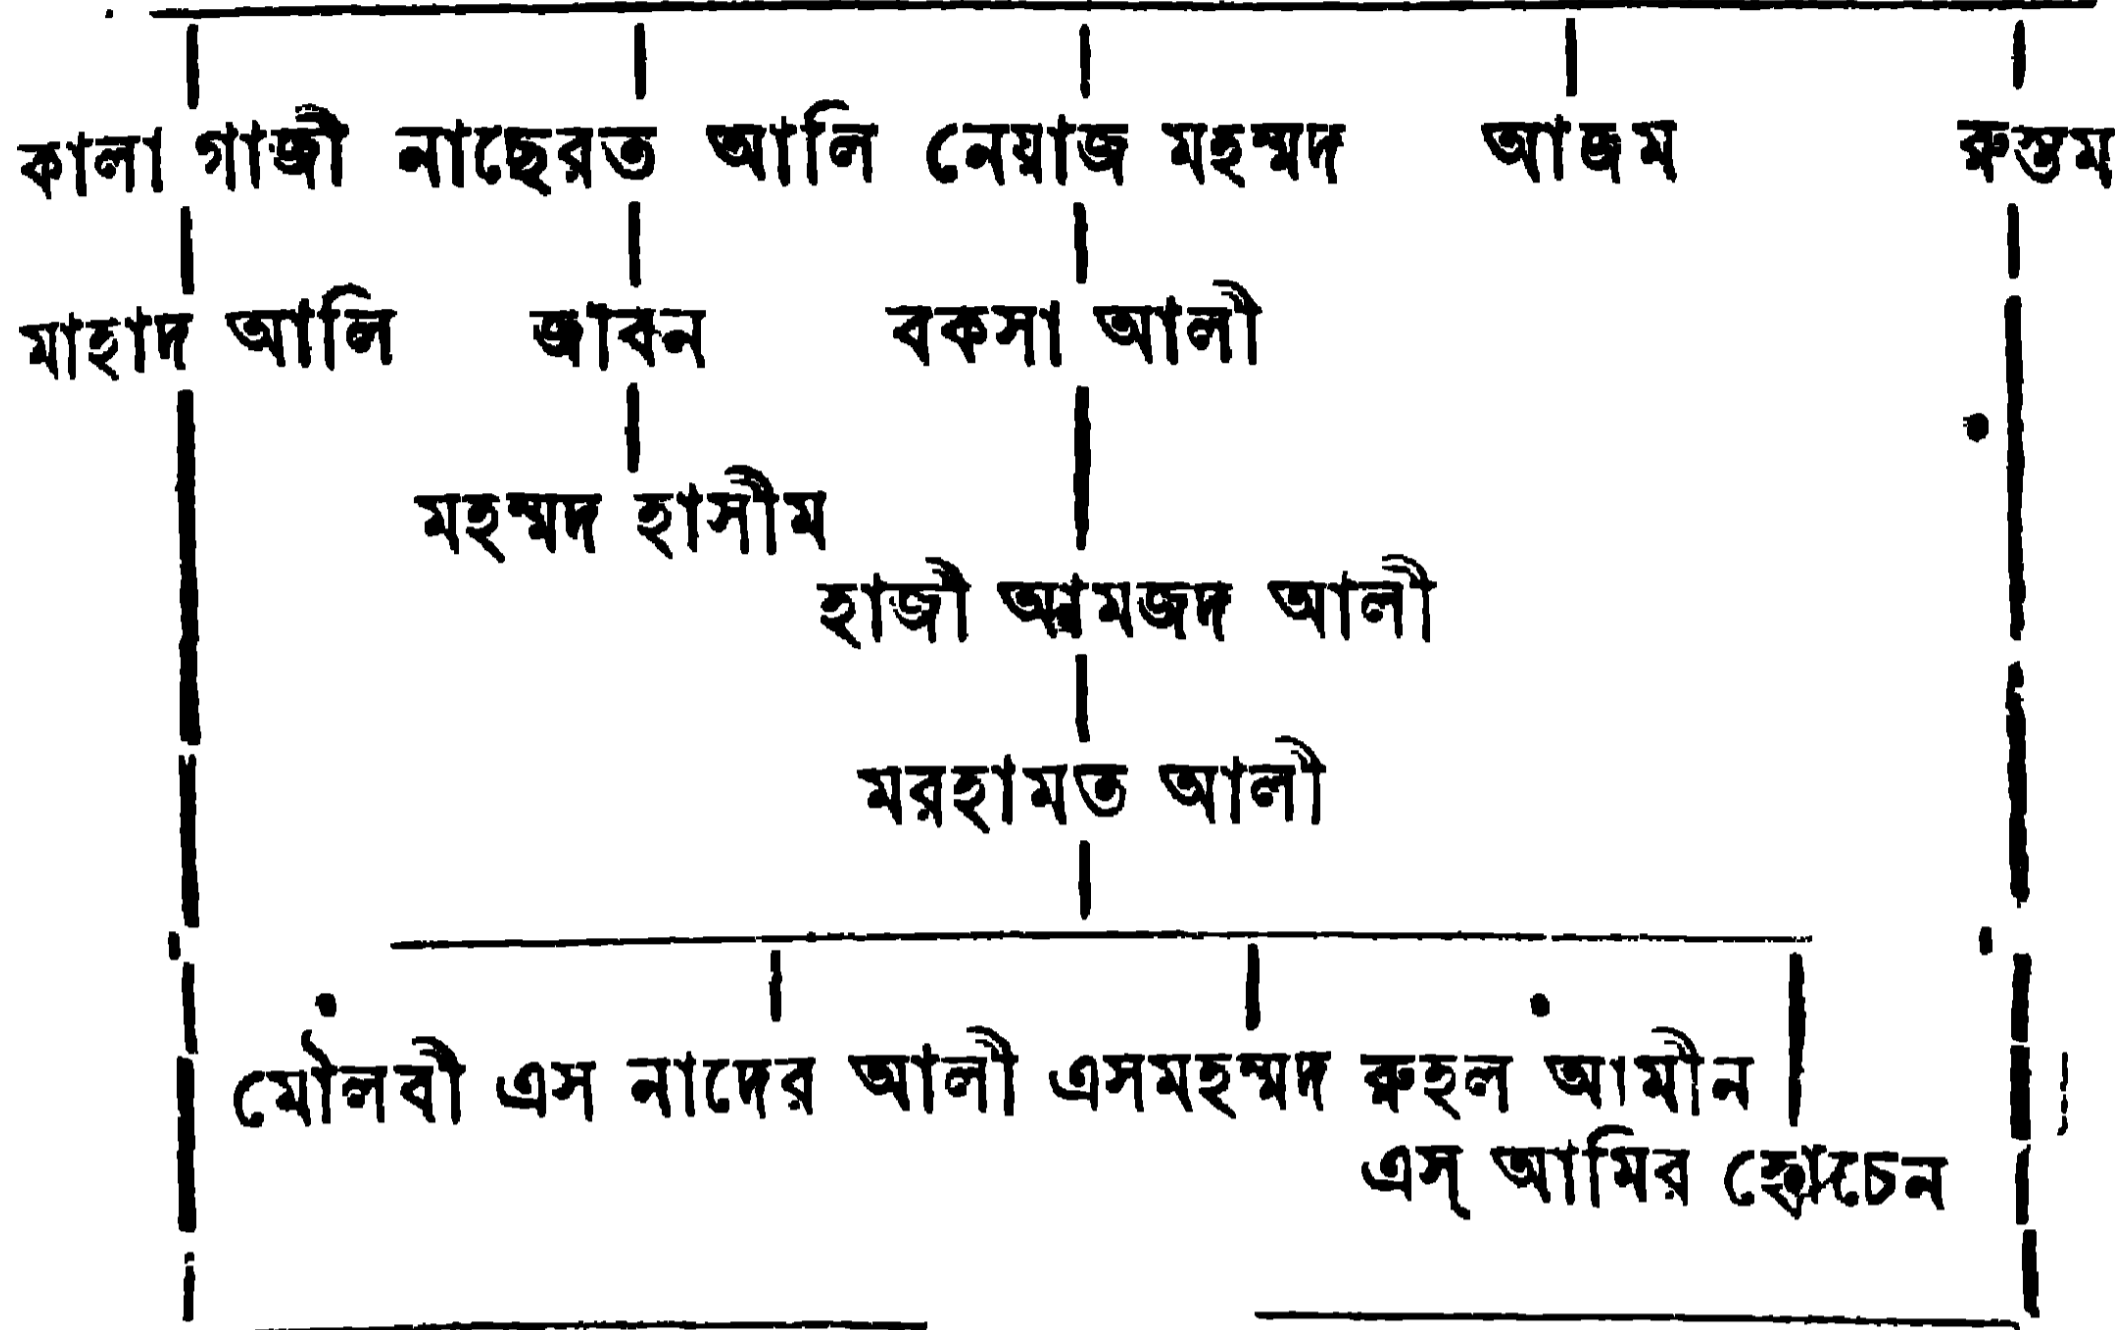 কালা গাজী নাছেরত আলি নেয়াজ মহম্মদ আজম রুস্তম
মাহাদ আলি জাবন বকসা আলী
মহম্মদ হাসীম
হাজী আমজদ আলী
মরহামত আলী
মৌলবী এস নাদের আলী এসমহম্মদ রুহল আমীন
এস্ আমির হোচেন